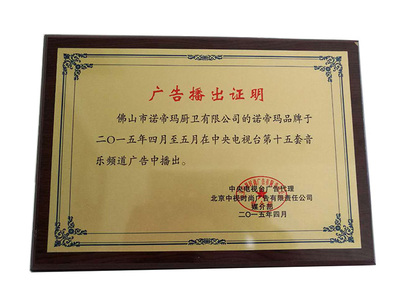 广告播出证明
佛山市诺帝玛厨卫有限公司的诺帝玛品牌于
二〇一五年四月至五月在中央电视台第十五套音
乐频道广告中播出。
中央电视台广告代理
北京中视时尚广告有限责任公司
媒介部
二〇一五年四月